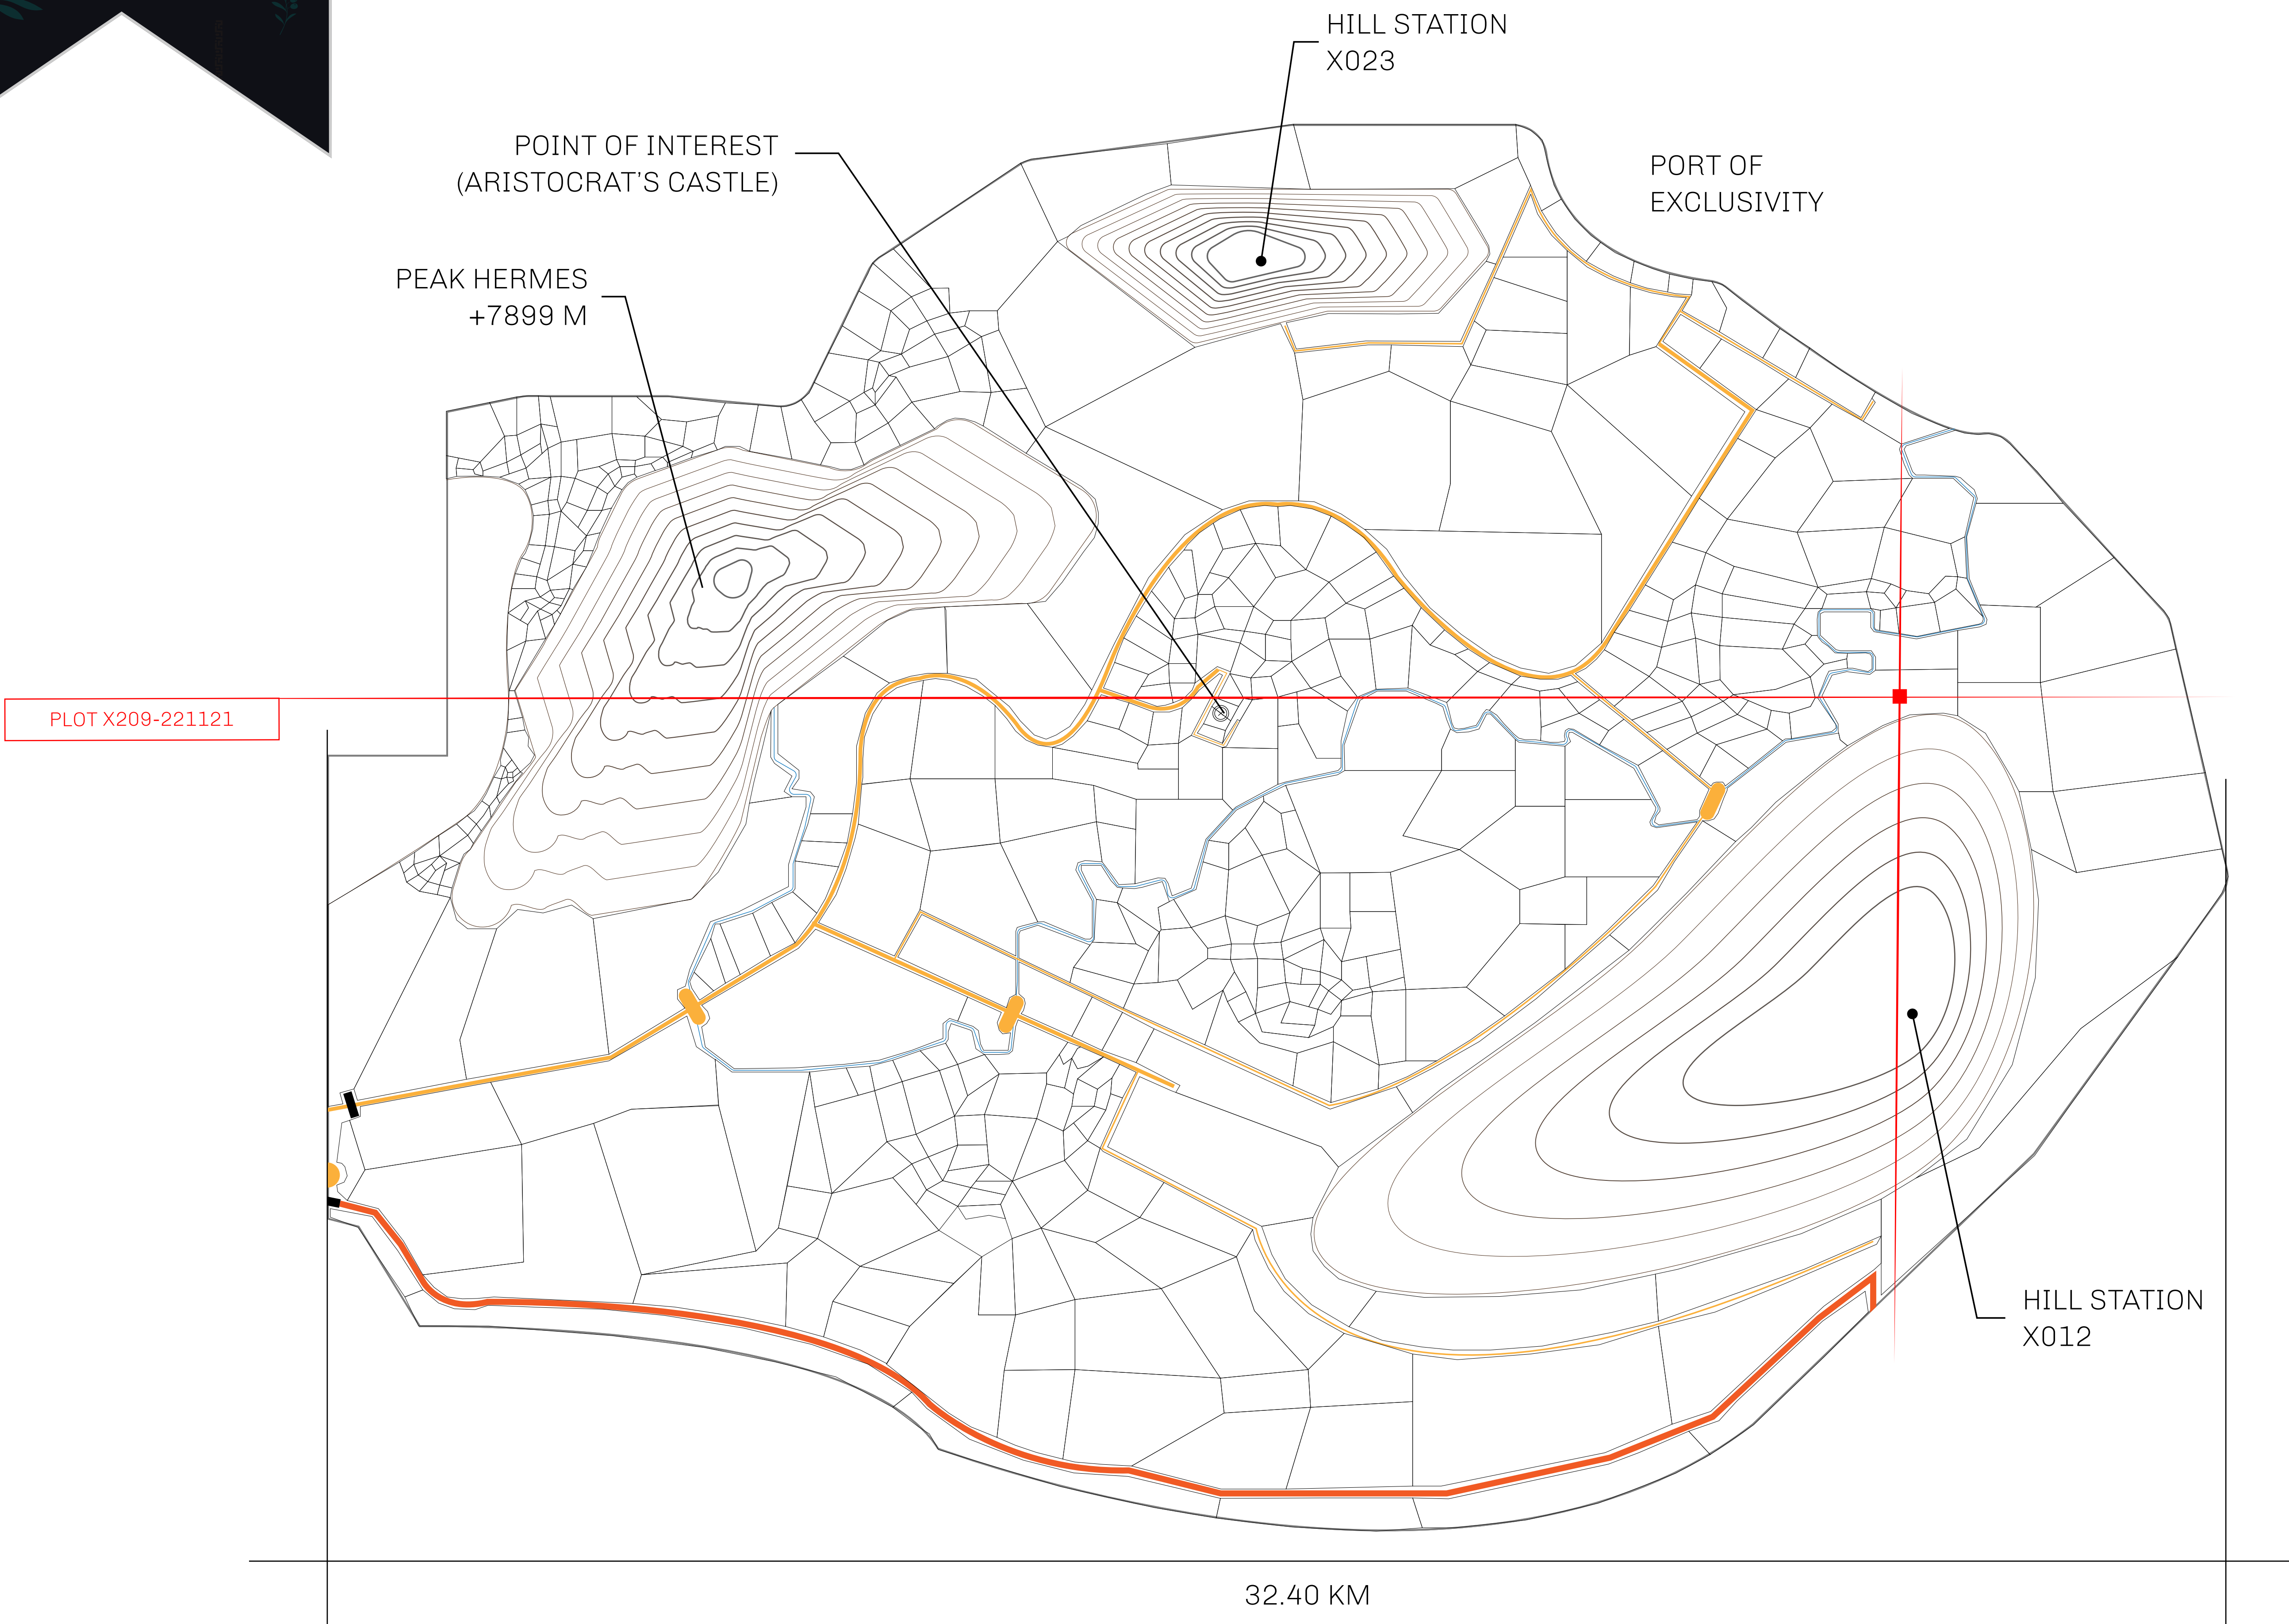 HILL STATION
X023
POINT OF INTEREST
(ARISTOCRAT'S CASTLE)
PORT OF
EXCLUSIVITY
PEAK HERMES
+7899 M
PLOT X209-221121
HILL STATION
X012
32.40 KM